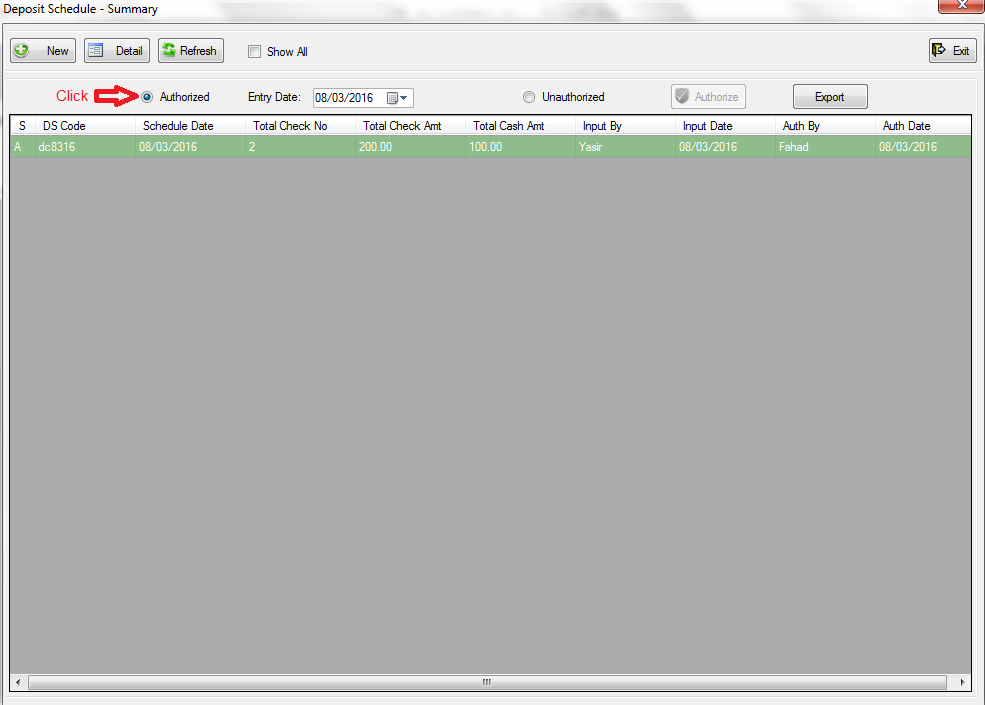 Deposit Schedule - Summary
New Detail Refresh Show All Exit
Click Authorized Entry Date: 08/03/2016 Unauthorized Authorize Export
S DS Code Schedule Date Total Check No Total Check Amt Total Cash Amt Input By Input Date Auth By Auth Date
A dc8316 08/03/2016 2 200.00 100.00 Yasir 08/03/2016 Fahad 08/03/2016